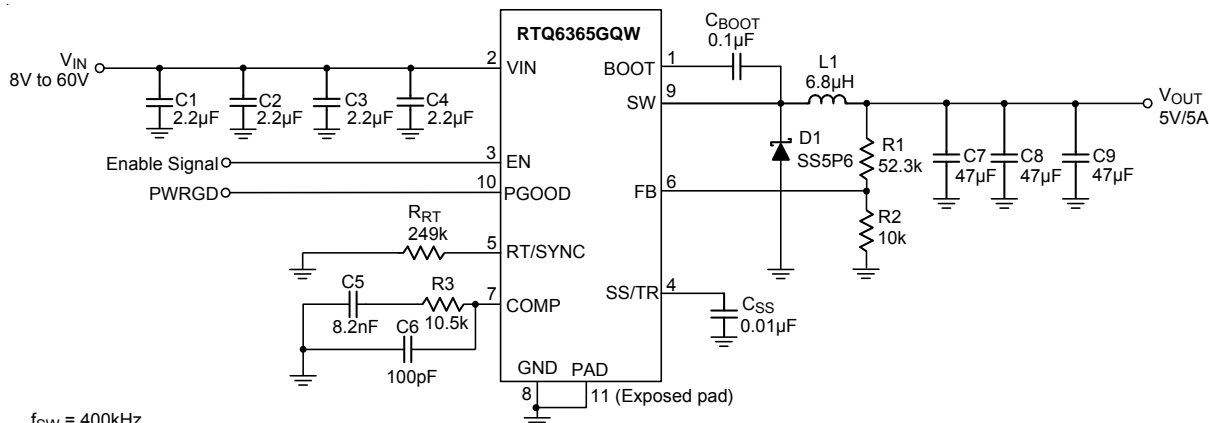 RTQ6365GQW
VIN
8V to 60V
C1
2.2µF
C2
2.2µF
C3
2.2µF
C4
2.2µF
2
VIN
Enable Signal
3
EN
PWRGD
10
PGOOD
RRT
249k
5
RT/SYNC
C5
8.2nF
R3
10.5k
7
COMP
C6
100pF
GND
PAD
8
11 (Exposed pad)
BOOT
1
CBOOT
0.1µF
SW
9
L1
6.8µH
VOUT
5V/5A
D1
SS5P6
R1
52.3k
C7
47µF
C8
47µF
C9
47µF
FB
6
R2
10k
SS/TR
4
CSS
0.01µF
fSW = 400kHz